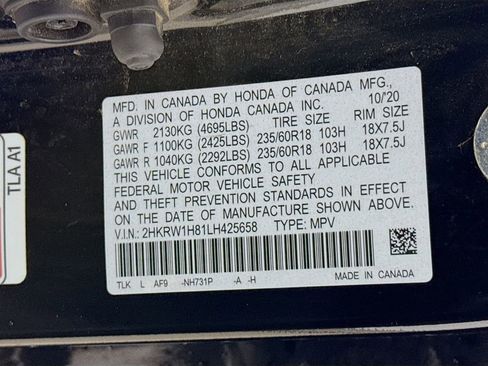 MFD. IN CANADA BY HONDA OF CANADA MFG.,
A DIVISION OF HONDA CANADA INC. 10/20
GVWR 2130KG (4695LBS) TIRE SIZE RIM SIZE
GAWR F 1100KG (2425LBS) 235/60R18 103H 18X7.5J
GAWR R 1040KG (2292LBS) 235/60R18 103H 18X7.5J
THIS VEHICLE CONFORMS TO ALL APPLICABLE
FEDERAL MOTOR VEHICLE SAFETY
AND THEFT PREVENTION STANDARDS IN EFFECT
ON THE DATE OF MANUFACTURE SHOWN ABOVE.
V.I.N.: 2HKRW1H81LH425658 TYPE: MPV
TLK L AF9 -NH731P -A -H MADE IN CANADA
TLA A1